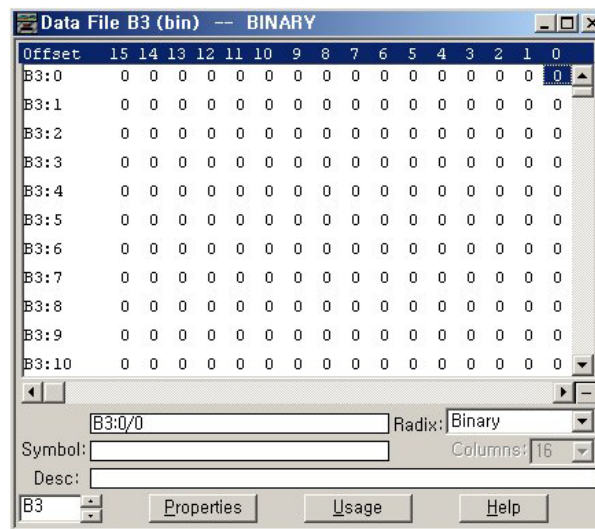 Data File B3 (bin) -- BINARY
Offset 15 14 13 12 11 10 9 8 7 6 5 4 3 2 1 0
B3:0 0 0 0 0 0 0 0 0 0 0 0 0 0 0 0 0
B3:1 0 0 0 0 0 0 0 0 0 0 0 0 0 0 0 0
B3:2 0 0 0 0 0 0 0 0 0 0 0 0 0 0 0 0
B3:3 0 0 0 0 0 0 0 0 0 0 0 0 0 0 0 0
B3:4 0 0 0 0 0 0 0 0 0 0 0 0 0 0 0 0
B3:5 0 0 0 0 0 0 0 0 0 0 0 0 0 0 0 0
B3:6 0 0 0 0 0 0 0 0 0 0 0 0 0 0 0 0
B3:7 0 0 0 0 0 0 0 0 0 0 0 0 0 0 0 0
B3:8 0 0 0 0 0 0 0 0 0 0 0 0 0 0 0 0
B3:9 0 0 0 0 0 0 0 0 0 0 0 0 0 0 0 0
B3:10 0 0 0 0 0 0 0 0 0 0 0 0 0 0 0 0
B3:0/0 Radix: Binary
Symbol: Columns: 16
Desc:
B3 Properties Usage Help